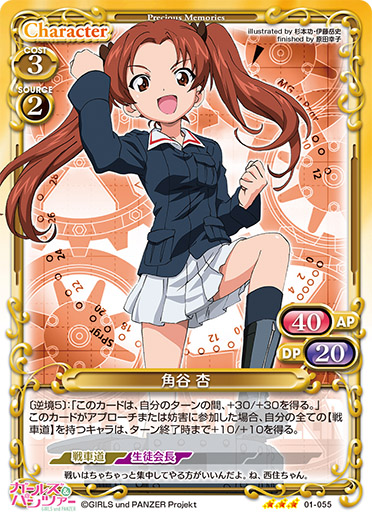 Precious Memories
Character
illustrated by 杉本功・伊藤岳史
finished by 原田幸子
COST
3
SOURCE
2
40 AP
DP 20
角谷 杏
〔逆境5〕:「このカードは、自分のターンの間、+30/+30を得る。」
このカードがアプローチまたは妨害に参加した場合、自分の全ての【戦
車道】を持つキャラは、ターン終了時まで+10/+10を得る。
戦車道 生徒会長
戦いはちゃちゃっと集中してやる方がいいんだよ。ね、西住ちゃん。
ガールズ&パンツァー
GIRLS und PANZER
©GIRLS und PANZER Projekt
01-055